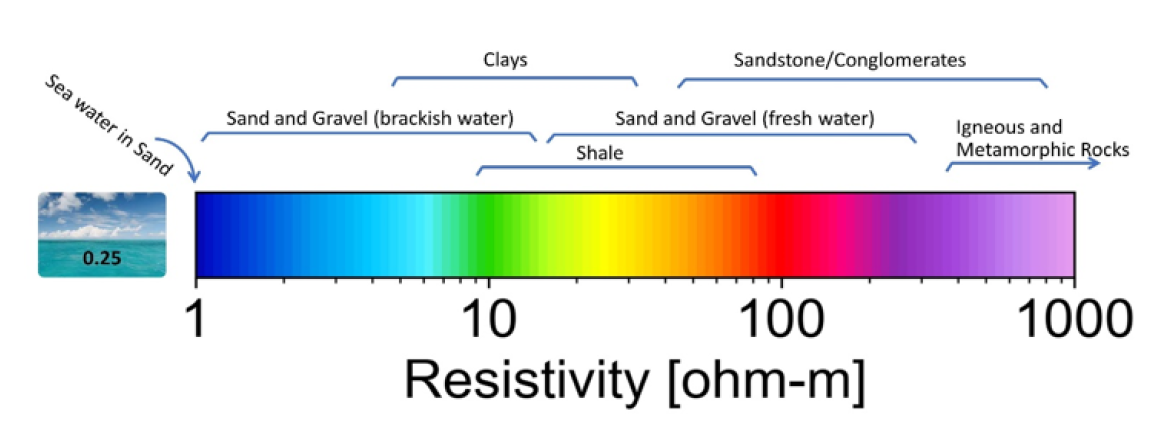 Clays
Sandstone/Conglomerates
Sea water in Sand
Sand and Gravel (brackish water)
Sand and Gravel (fresh water)
Igneous and
Metamorphic Rocks
Shale
0.25
1
10
100
1000
Resistivity [ohm-m]